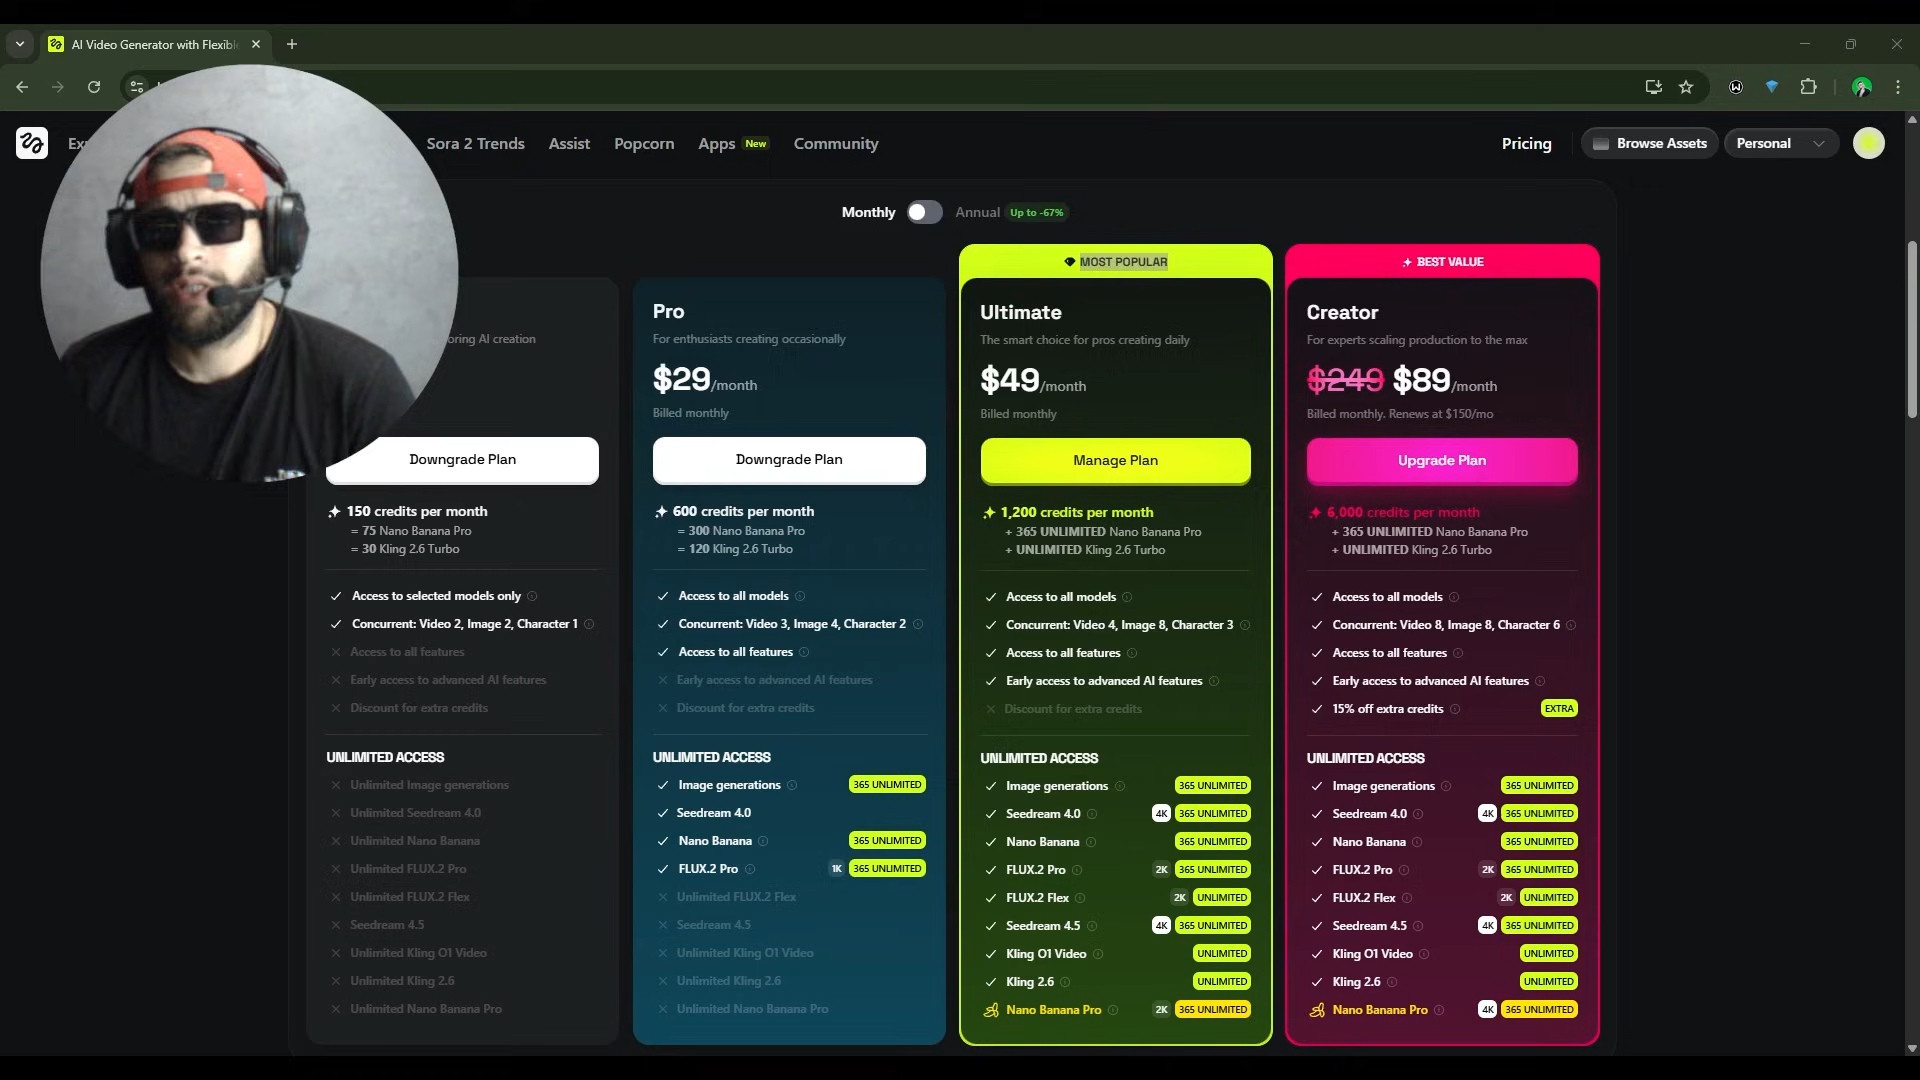 AI Video Generator with Flexibl
Sora 2 Trends
Assist
Popcorn
Apps New
Community
Pricing
Browse Assets
Personal
Monthly
Annual Up to -67%
oring AI creation
Downgrade Plan
150 credits per month
= 75 Nano Banana Pro
= 30 Kling 2.6 Turbo
Access to selected models only
Concurrent: Video 2, Image 2, Character 1
Access to all features
Early access to advanced AI features
Discount for extra credits
UNLIMITED ACCESS
Unlimited Image generations
Unlimited Seedream 4.0
Unlimited Nano Banana
Unlimited FLUX.2 Pro
Unlimited FLUX.2 Flex
Seedream 4.5
Unlimited Kling O1 Video
Unlimited Kling 2.6
Unlimited Nano Banana Pro
Pro
For enthusiasts creating occasionally
$29/month
Billed monthly
Downgrade Plan
600 credits per month
= 300 Nano Banana Pro
= 120 Kling 2.6 Turbo
Access to all models
Concurrent: Video 3, Image 4, Character 2
Access to all features
Early access to advanced AI features
Discount for extra credits
UNLIMITED ACCESS
Image generations 365 UNLIMITED
Seedream 4.0
Nano Banana 365 UNLIMITED
FLUX.2 Pro 1K 365 UNLIMITED
Unlimited FLUX.2 Flex
Seedream 4.5
Unlimited Kling O1 Video
Unlimited Kling 2.6
Unlimited Nano Banana Pro
MOST POPULAR
Ultimate
The smart choice for pros creating daily
$49/month
Billed monthly
Manage Plan
1,200 credits per month
+ 365 UNLIMITED Nano Banana Pro
+ UNLIMITED Kling 2.6 Turbo
Access to all models
Concurrent: Video 4, Image 8, Character 3
Access to all features
Early access to advanced AI features
Discount for extra credits
UNLIMITED ACCESS
Image generations 365 UNLIMITED
Seedream 4.0 4K 365 UNLIMITED
Nano Banana 365 UNLIMITED
FLUX.2 Pro 2K 365 UNLIMITED
FLUX.2 Flex 2K UNLIMITED
Seedream 4.5 4K 365 UNLIMITED
Kling O1 Video UNLIMITED
Kling 2.6 UNLIMITED
Nano Banana Pro 2K 365 UNLIMITED
BEST VALUE
Creator
For experts scaling production to the max
$249 $89/month
Billed monthly. Renews at $150/mo
Upgrade Plan
6,000 credits per month
+ 365 UNLIMITED Nano Banana Pro
+ UNLIMITED Kling 2.6 Turbo
Access to all models
Concurrent: Video 8, Image 8, Character 6
Access to all features
Early access to advanced AI features
15% off extra credits EXTRA
UNLIMITED ACCESS
Image generations 365 UNLIMITED
Seedream 4.0 4K 365 UNLIMITED
Nano Banana 365 UNLIMITED
FLUX.2 Pro 2K 365 UNLIMITED
FLUX.2 Flex 2K UNLIMITED
Seedream 4.5 4K 365 UNLIMITED
Kling O1 Video UNLIMITED
Kling 2.6 UNLIMITED
Nano Banana Pro 4K 365 UNLIMITED